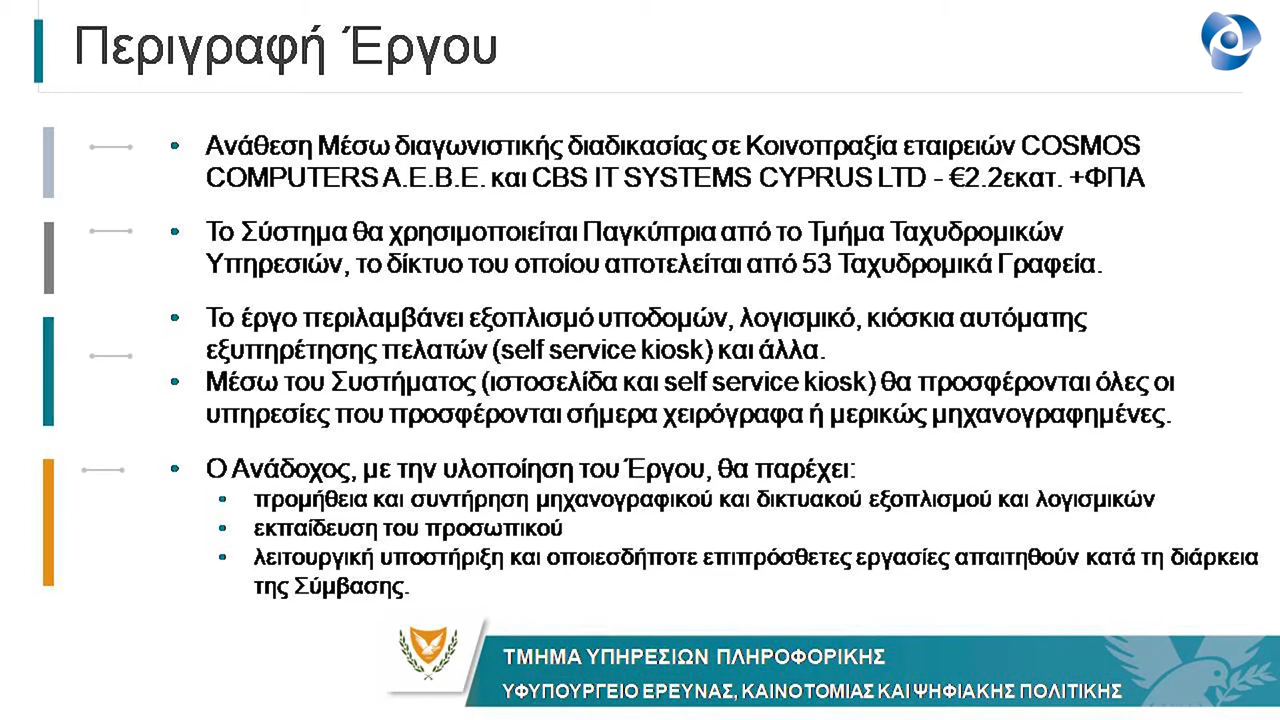 Περιγραφή Έργου
• Ανάθεση Μέσω διαγωνιστικής διαδικασίας σε Κοινοπραξία εταιρειών COSMOS
COMPUTERS A.E.B.E. και CBS IT SYSTEMS CYPRUS LTD - €2.2εκατ. +ΦΠΑ
• Το Σύστημα θα χρησιμοποιείται Παγκύπρια από το Τμήμα Ταχυδρομικών
Υπηρεσιών, το δίκτυο του οποίου αποτελείται από 53 Ταχυδρομικά Γραφεία.
• Το έργο περιλαμβάνει εξοπλισμό υποδομών, λογισμικό, κιόσκια αυτόματης
εξυπηρέτησης πελατών (self service kiosk) και άλλα.
• Μέσω του Συστήματος (ιστοσελίδα και self service kiosk) θα προσφέρονται όλες οι
υπηρεσίες που προσφέρονται σήμερα χειρόγραφα ή μερικώς μηχανογραφημένες.
• Ο Ανάδοχος, με την υλοποίηση του Έργου, θα παρέχει:
• προμήθεια και συντήρηση μηχανογραφικού και δικτυακού εξοπλισμού και λογισμικών
• εκπαίδευση του προσωπικού
• λειτουργική υποστήριξη και οποιεσδήποτε επιπρόσθετες εργασίες απαιτηθούν κατά τη διάρκεια
της Σύμβασης.
ΤΜΗΜΑ ΥΠΗΡΕΣΙΩΝ ΠΛΗΡΟΦΟΡΙΚΗΣ
ΥΦΥΠΟΥΡΓΕΙΟ ΕΡΕΥΝΑΣ, ΚΑΙΝΟΤΟΜΙΑΣ ΚΑΙ ΨΗΦΙΑΚΗΣ ΠΟΛΙΤΙΚΗΣ